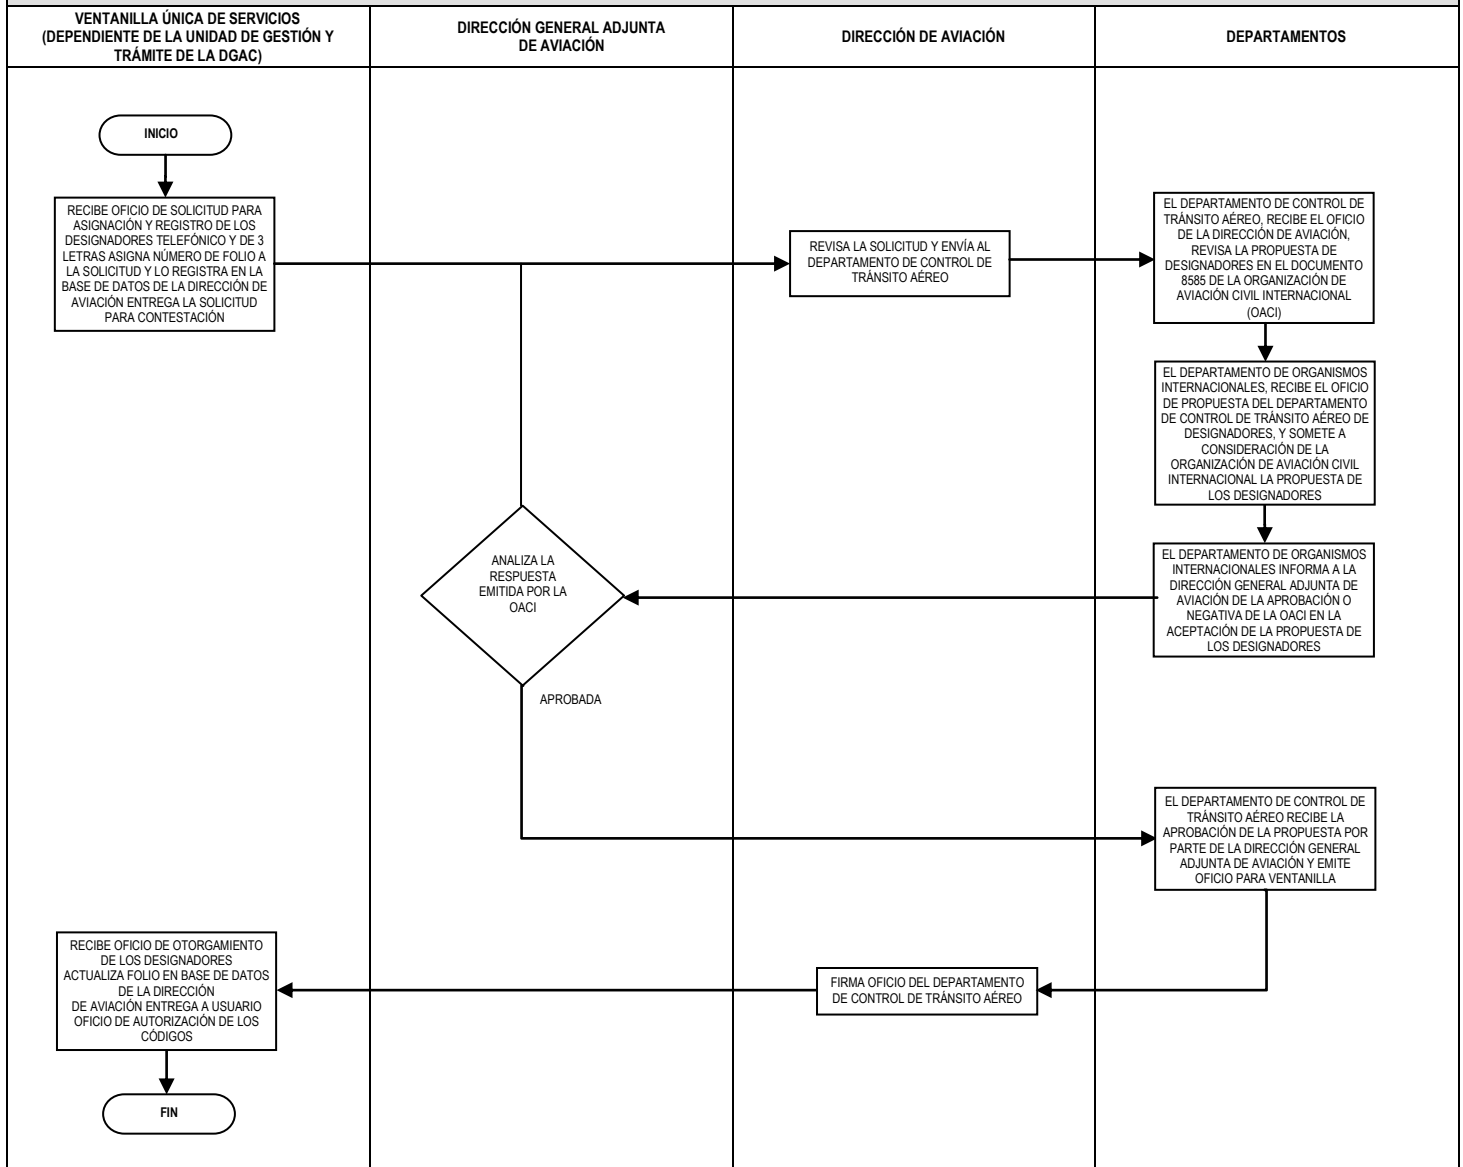 VENTANILLA ÚNICA DE SERVICIOS
(DEPENDIENTE DE LA UNIDAD DE GESTIÓN Y
TRÁMITE DE LA DGAC)
DIRECCIÓN GENERAL ADJUNTA
DE AVIACIÓN
DIRECCIÓN DE AVIACIÓN
DEPARTAMENTOS
INICIO
RECIBE OFICIO DE SOLICITUD PARA
ASIGNACIÓN Y REGISTRO DE LOS
DESIGNADORES TELEFÓNICO Y DE 3
LETRAS ASIGNA NÚMERO DE FOLIO A
LA SOLICITUD Y LO REGISTRA EN LA
BASE DE DATOS DE LA DIRECCIÓN DE
AVIACIÓN ENTREGA LA SOLICITUD
PARA CONTESTACIÓN
REVISA LA SOLICITUD Y ENVÍA AL
DEPARTAMENTO DE CONTROL DE
TRÁNSITO AÉREO
EL DEPARTAMENTO DE CONTROL DE
TRÁNSITO AÉREO, RECIBE EL OFICIO
DE LA DIRECCIÓN DE AVIACIÓN,
REVISA LA PROPUESTA DE
DESIGNADORES EN EL DOCUMENTO
8585 DE LA ORGANIZACIÓN DE
AVIACIÓN CIVIL INTERNACIONAL
(OACI)
EL DEPARTAMENTO DE ORGANISMOS
INTERNACIONALES, RECIBE EL OFICIO
DE PROPUESTA DEL DEPARTAMENTO
DE CONTROL DE TRÁNSITO AÉREO DE
DESIGNADORES, Y SOMETE A
CONSIDERACIÓN DE LA
ORGANIZACIÓN DE AVIACIÓN CIVIL
INTERNACIONAL LA PROPUESTA DE
LOS DESIGNADORES
EL DEPARTAMENTO DE ORGANISMOS
INTERNACIONALES INFORMA A LA
DIRECCIÓN GENERAL ADJUNTA DE
AVIACIÓN DE LA APROBACIÓN O
NEGATIVA DE LA OACI EN LA
ACEPTACIÓN DE LA PROPUESTA DE
LOS DESIGNADORES
ANALIZA LA
RESPUESTA
EMITIDA POR LA
OACI
APROBADA
EL DEPARTAMENTO DE CONTROL DE
TRÁNSITO AÉREO RECIBE LA
APROBACIÓN DE LA PROPUESTA POR
PARTE DE LA DIRECCIÓN GENERAL
ADJUNTA DE AVIACIÓN Y EMITE
OFICIO PARA VENTANILLA
FIRMA OFICIO DEL DEPARTAMENTO
DE CONTROL DE TRÁNSITO AÉREO
RECIBE OFICIO DE OTORGAMIENTO
DE LOS DESIGNADORES
ACTUALIZA FOLIO EN BASE DE DATOS
DE LA DIRECCIÓN
DE AVIACIÓN ENTREGA A USUARIO
OFICIO DE AUTORIZACIÓN DE LOS
CÓDIGOS
FIN